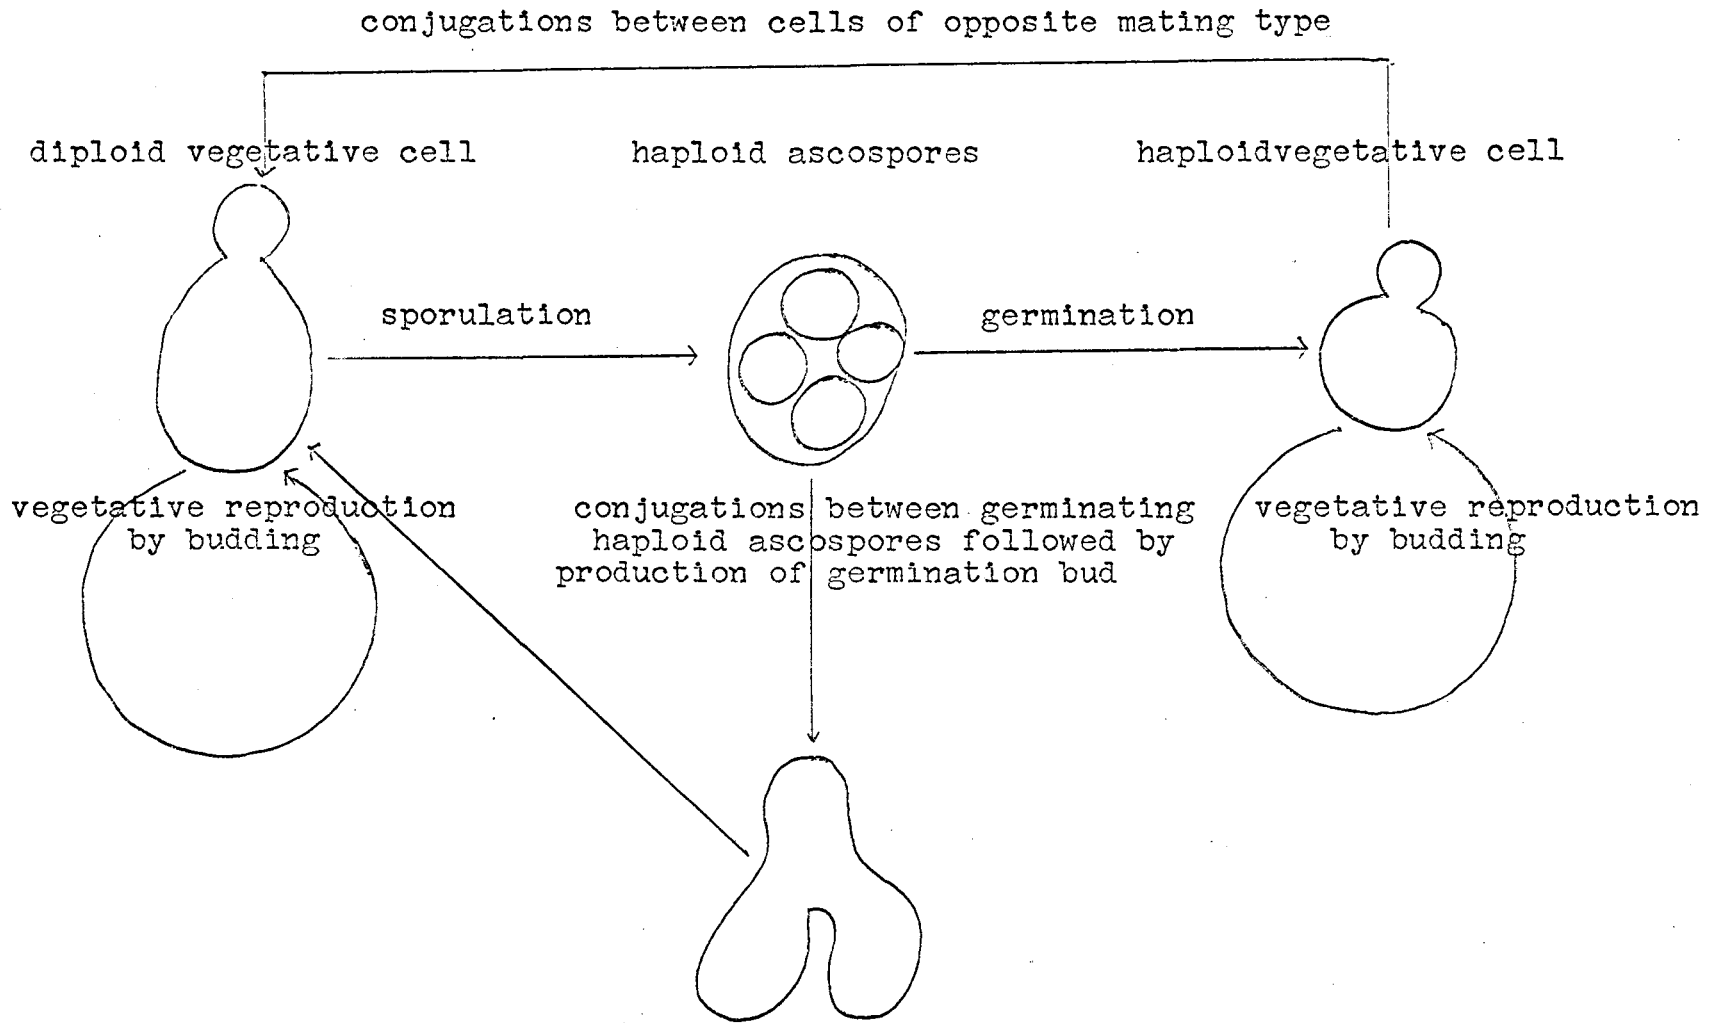 conjugations between cells of opposite mating type
diploid vegetative cell
haploid ascospores
haploidvegetative cell
sporulation
germination
vegetative reproduction
by budding
conjugations between germinating
haploid ascospores followed by
production of germination bud
vegetative reproduction
by budding